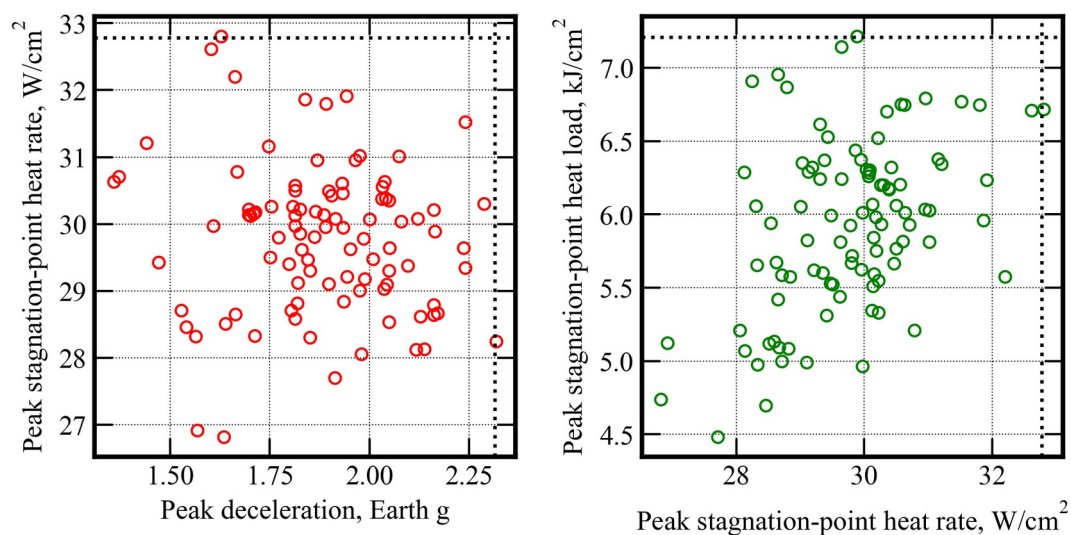 Peak stagnation-point heat rate, W/cm²
33
32
31
30
29
28
27
1.50 1.75 2.00 2.25
Peak deceleration, Earth g
Peak stagnation-point heat load, kJ/cm²
7.0
6.5
6.0
5.5
5.0
4.5
28 30 32
Peak stagnation-point heat rate, W/cm²